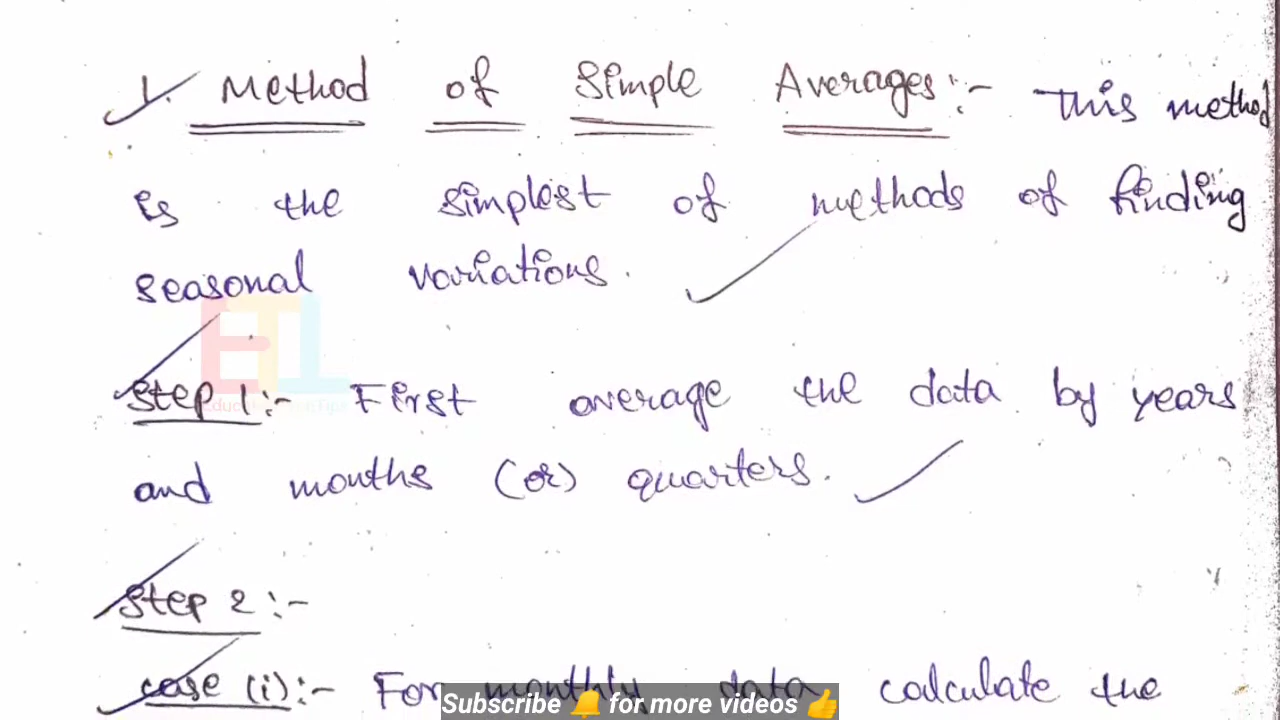 1. Method of Simple Averages:- This method
is the simplest of methods of finding
seasonal variations.
Step 1:- First average the data by years
and months (or) quarters.
Step 2:-
case (i):- For monthly data calculate the
Subscribe 🔔 for more videos 👍